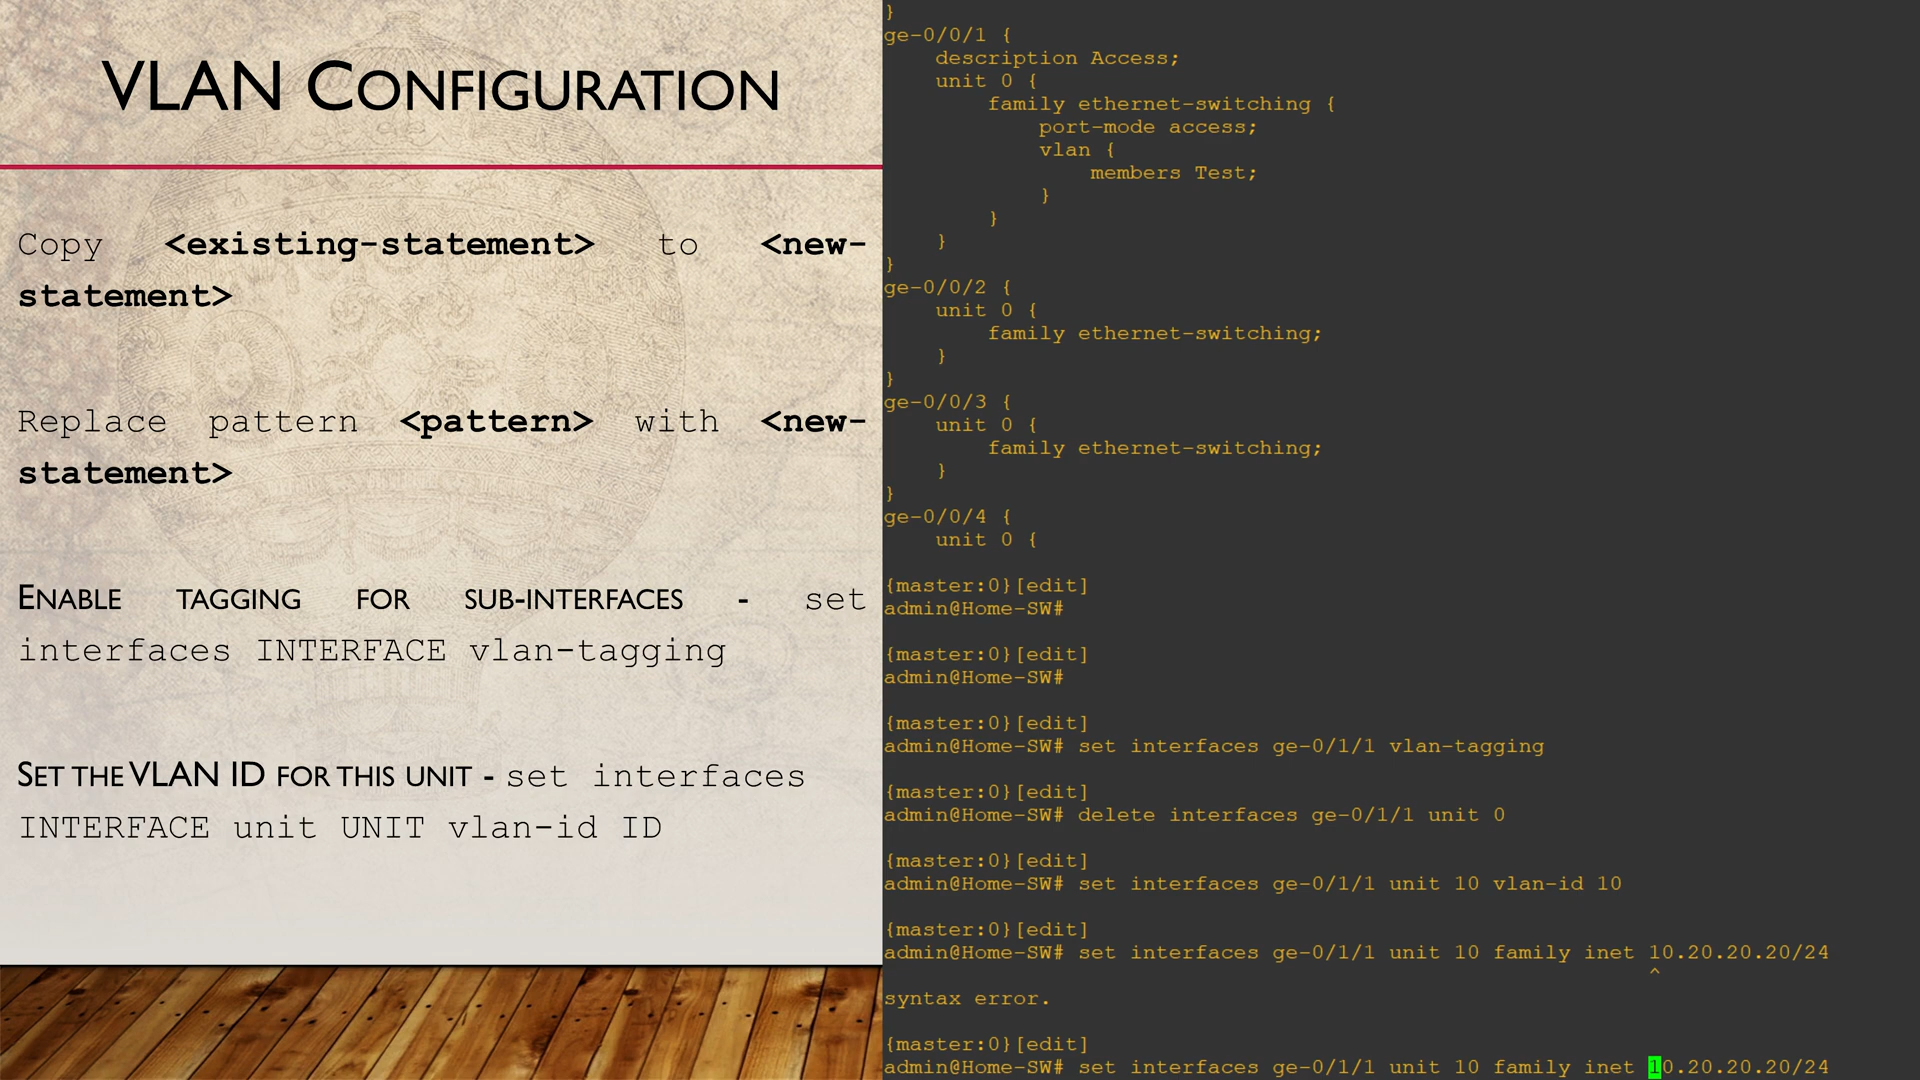 VLAN CONFIGURATION
Copy <existing-statement> to <new-
statement>
Replace pattern <pattern> with <new-
statement>
ENABLE TAGGING FOR SUB-INTERFACES - set
interfaces INTERFACE vlan-tagging
SET THE VLAN ID FOR THIS UNIT - set interfaces
INTERFACE unit UNIT vlan-id ID
}
ge-0/0/1 {
    description Access;
    unit 0 {
        family ethernet-switching {
            port-mode access;
            vlan {
                members Test;
            }
        }
    }
}
ge-0/0/2 {
    unit 0 {
        family ethernet-switching;
    }
}
ge-0/0/3 {
    unit 0 {
        family ethernet-switching;
    }
}
ge-0/0/4 {
    unit 0 {
{master:0}[edit]
admin@Home-SW#
{master:0}[edit]
admin@Home-SW#
{master:0}[edit]
admin@Home-SW# set interfaces ge-0/1/1 vlan-tagging
{master:0}[edit]
admin@Home-SW# delete interfaces ge-0/1/1 unit 0
{master:0}[edit]
admin@Home-SW# set interfaces ge-0/1/1 unit 10 vlan-id 10
{master:0}[edit]
admin@Home-SW# set interfaces ge-0/1/1 unit 10 family inet 10.20.20.20/24
^
syntax error.
{master:0}[edit]
admin@Home-SW# set interfaces ge-0/1/1 unit 10 family inet 10.20.20.20/24